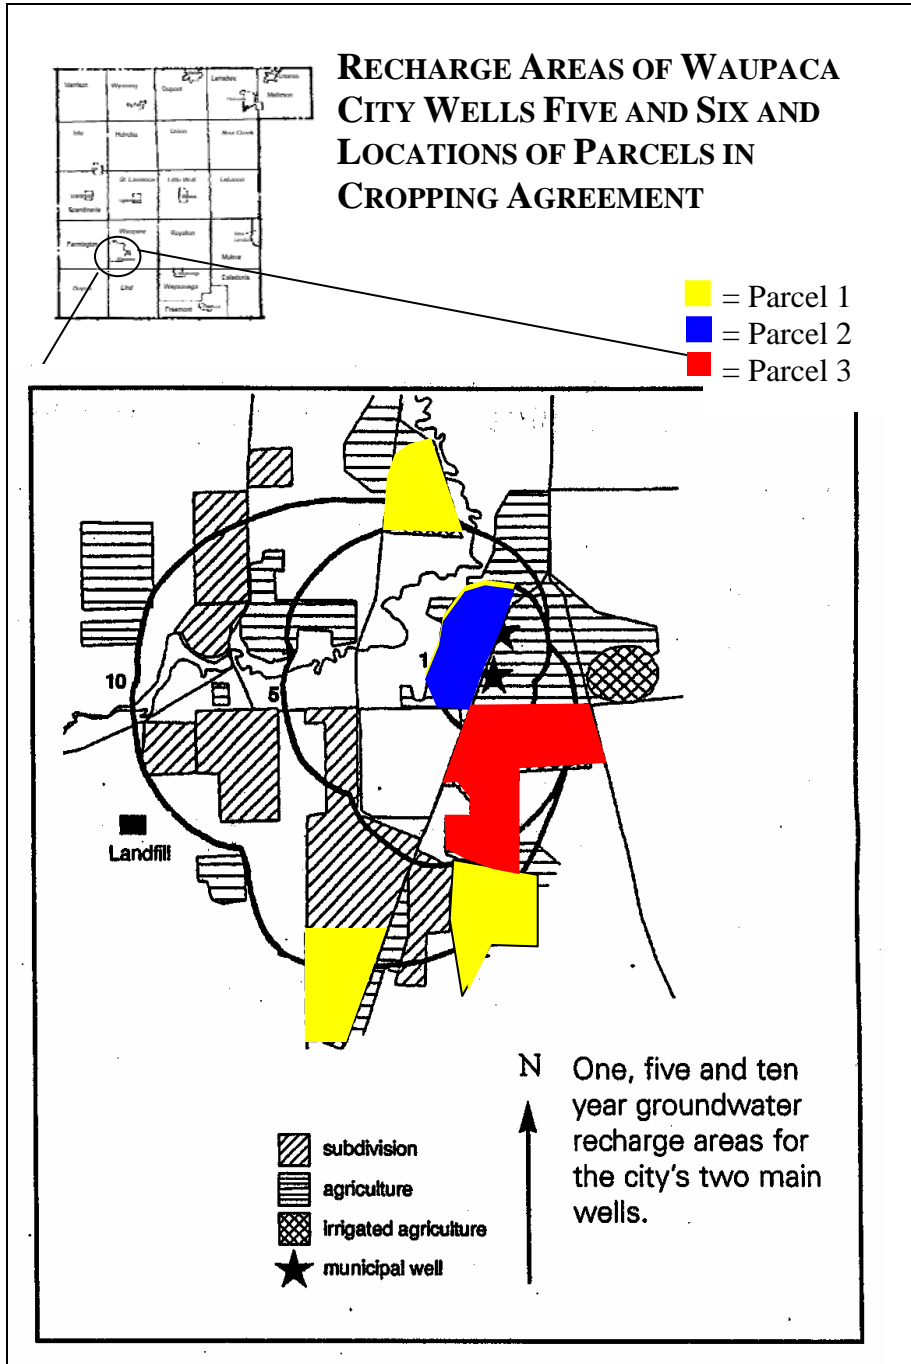 RECHARGE AREAS OF WAUPACA
CITY WELLS FIVE AND SIX AND
LOCATIONS OF PARCELS IN
CROPPING AGREEMENT
Harrison Wyoming Dupont Larrabee Matteson
Iola Helvetia Union Bear Creek
Scandinavia St. Lawrence Little Wolf Lebanon
Farmington Waupaca Royalton Mukwa
Lind Weyauwega Caledonia
Fremont
= Parcel 1
= Parcel 2
= Parcel 3
10
5
1
Landfill
N
One, five and ten
year groundwater
recharge areas for
the city's two main
wells.
subdivision
agriculture
irrigated agriculture
municipal well